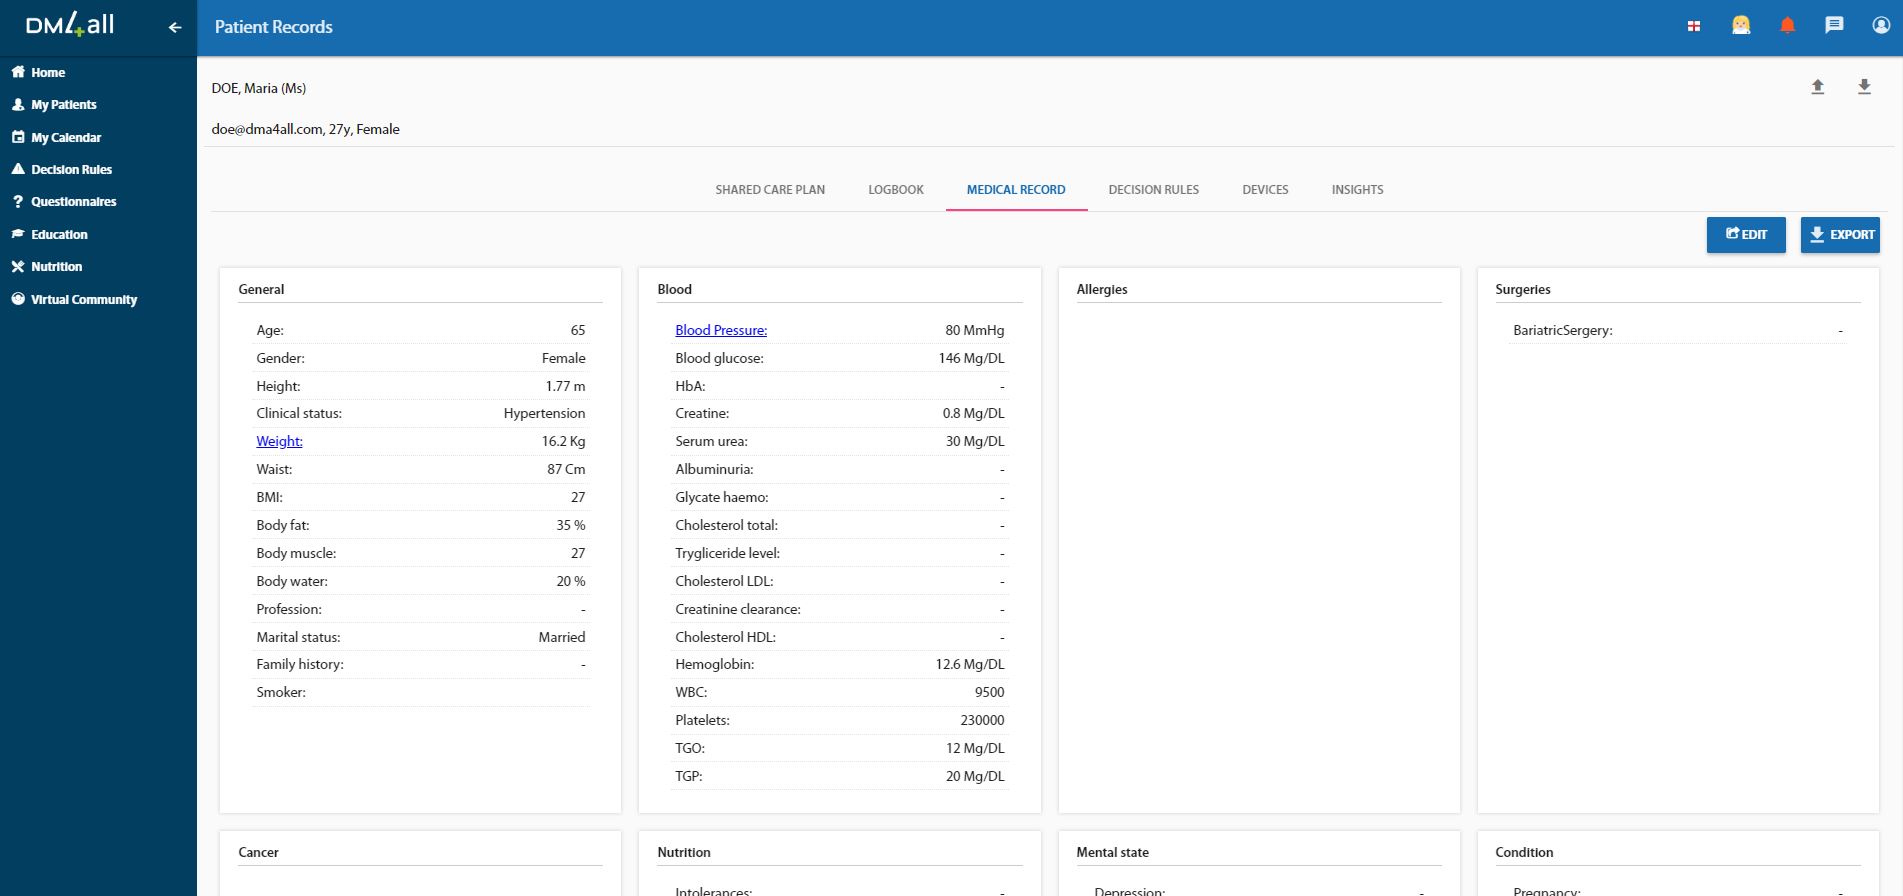 DM4all
Patient Records
Home
My Patients
My Calendar
Decision Rules
Questionnaires
Education
Nutrition
Virtual Community
DOE, Maria (Ms)
doe@dma4all.com, 27y, Female
SHARED CARE PLAN LOGBOOK MEDICAL RECORD DECISION RULES DEVICES INSIGHTS
EDIT EXPORT
General
Age: 65
Gender: Female
Height: 1.77 m
Clinical status: Hypertension
Weight: 16.2 Kg
Waist: 87 Cm
BMI: 27
Body fat: 35 %
Body muscle: 27
Body water: 20 %
Profession: -
Marital status: Married
Family history: -
Smoker:
Blood
Blood Pressure: 80 MmHg
Blood glucose: 146 Mg/DL
HbA: -
Creatine: 0.8 Mg/DL
Serum urea: 30 Mg/DL
Albuminuria: -
Glycate haemo: -
Cholesterol total: -
Trygliceride level: -
Cholesterol LDL: -
Creatinine clearance: -
Cholesterol HDL: -
Hemoglobin: 12.6 Mg/DL
WBC: 9500
Platelets: 230000
TGO: 12 Mg/DL
TGP: 20 Mg/DL
Allergies
Surgeries
BariatricSergery: -
Cancer
Nutrition
Intolerances: -
Mental state
Depression: -
Condition
Pregnancy: -